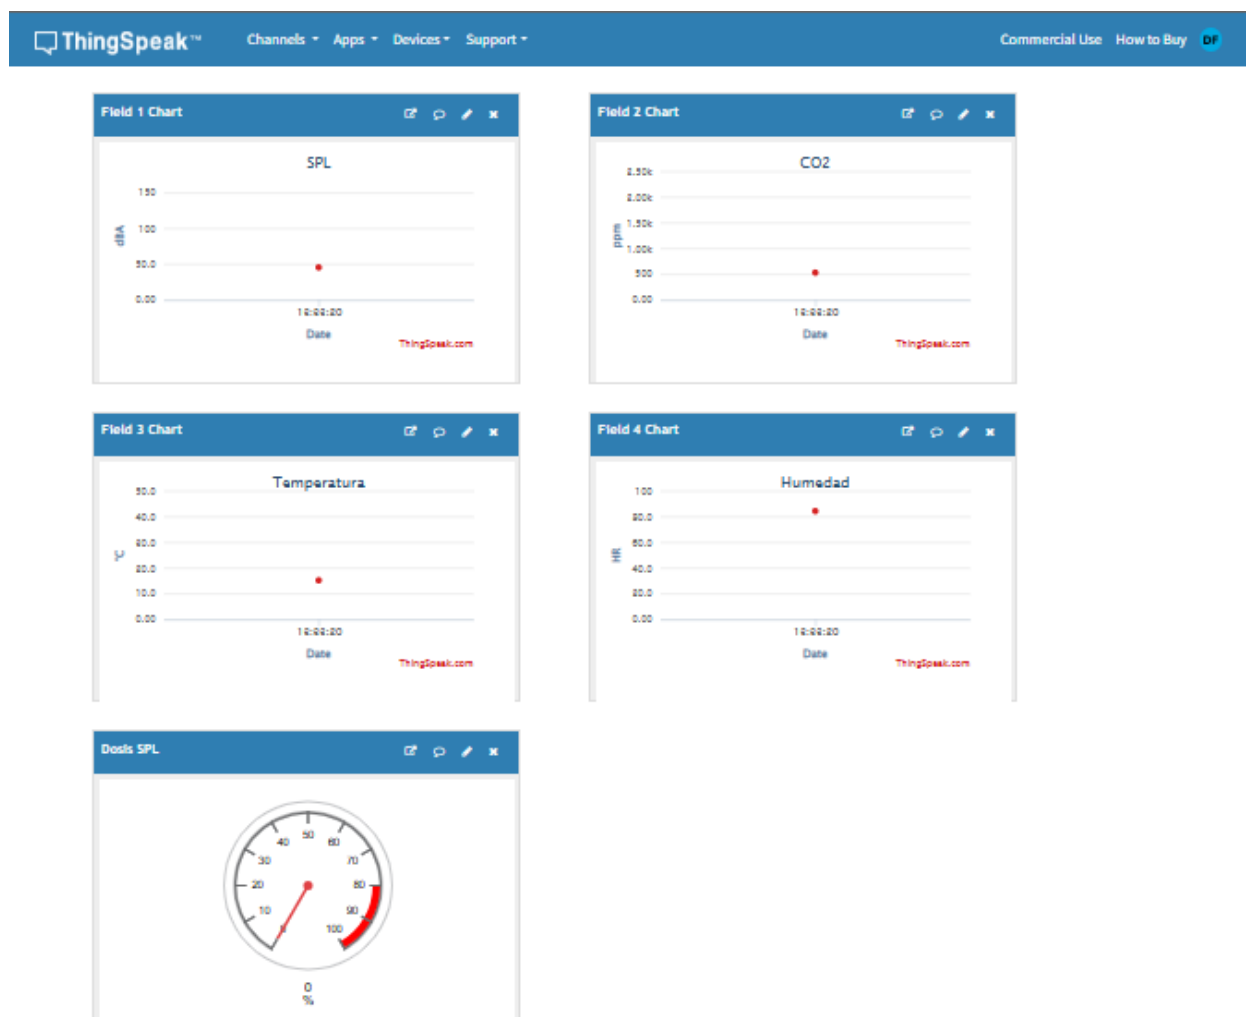 ThingSpeak™ Channels Apps Devices Support Commercial Use How to Buy DF
Field 1 Chart
SPL
150
100
50.0
0.00
dBA
Date
ThingSpeak.com
Field 2 Chart
CO2
2.50k
2.00k
1.50k
1.00k
500
0.00
ppm
Date
ThingSpeak.com
Field 3 Chart
Temperatura
50.0
40.0
30.0
20.0
10.0
0.00
°C
Date
ThingSpeak.com
Field 4 Chart
Humedad
100
80.0
60.0
40.0
20.0
0.00
HR
Date
ThingSpeak.com
Dosis SPL
0
10
20
30
40
50
60
70
80
90
100
0
%